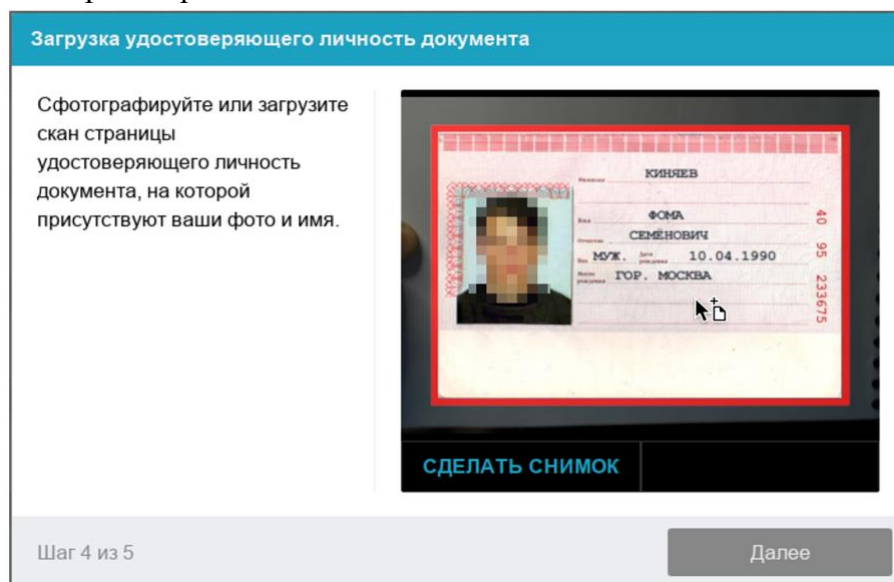 Загрузка удостоверяющего личность документа
Сфотографируйте или загрузите
скан страницы
удостоверяющего личность
документа, на которой
присутствуют ваши фото и имя.
КИНЯЕВ
ФОМА
СЕМЁНОВИЧ
МУЖ. 10.04.1990
ГОР. МОСКВА
40 95 233675
СДЕЛАТЬ СНИМОК
Шаг 4 из 5
Далее